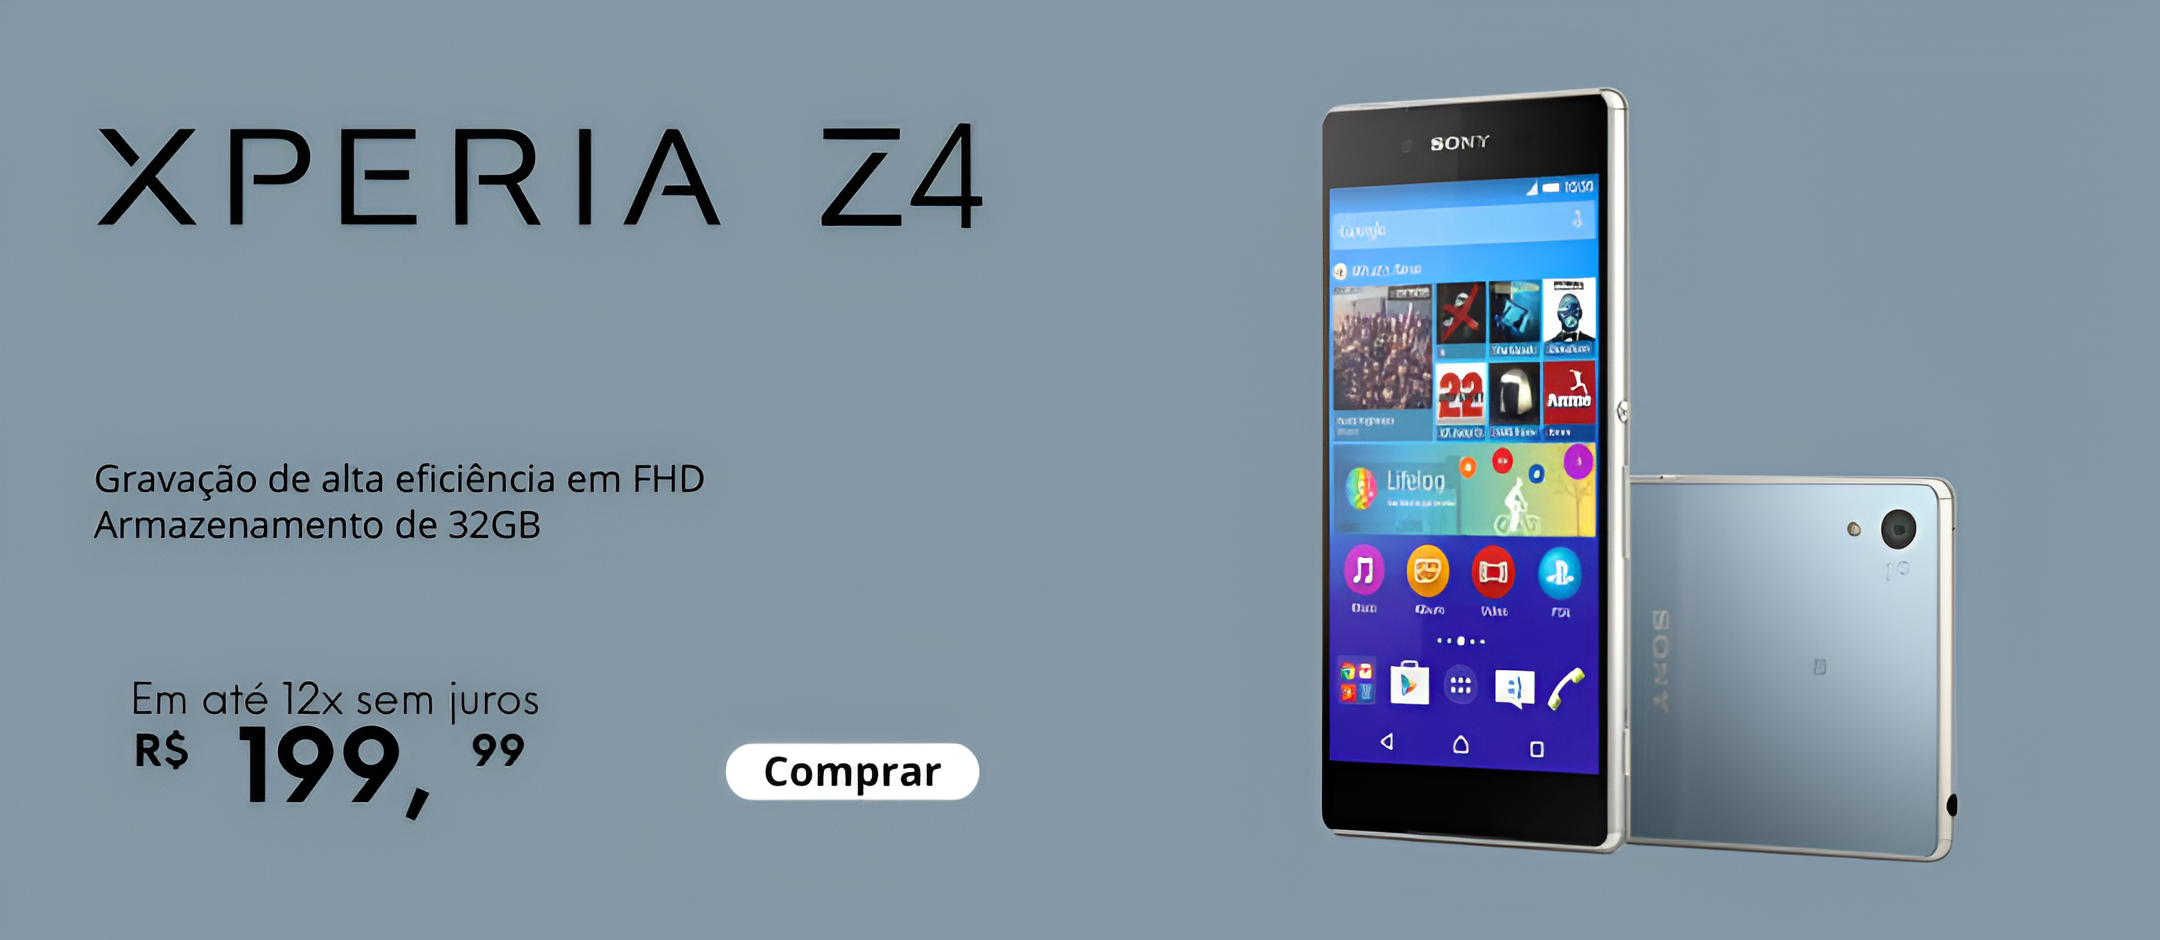 XPERIA Z4
Gravação de alta eficiência em FHD
Armazenamento de 32GB
Em até 12x sem juros
R$ 199, 99
Comprar
SONY
22
Lifelog
SONY